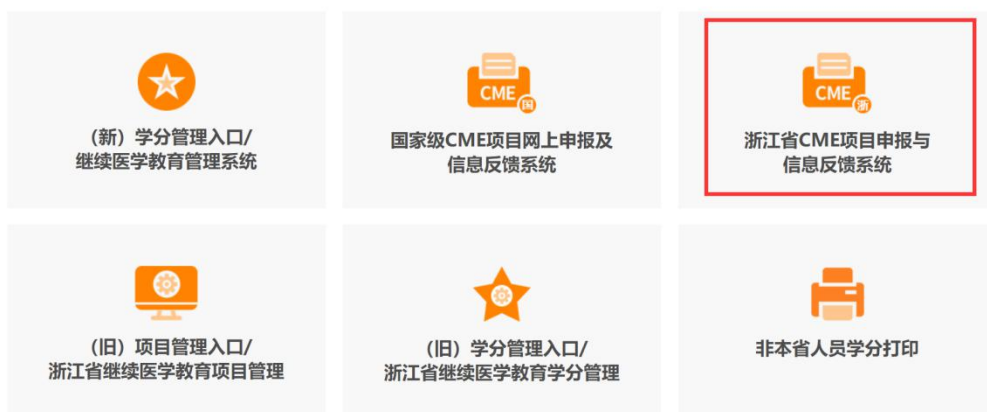 CME
国
CME
浙
（新）学分管理入口/
继续医学教育管理系统
国家级CME项目网上申报及
信息反馈系统
浙江省CME项目申报与
信息反馈系统
（旧）项目管理入口/
浙江省继续医学教育项目管理
（旧）学分管理入口/
浙江省继续医学教育学分管理
非本省人员学分打印